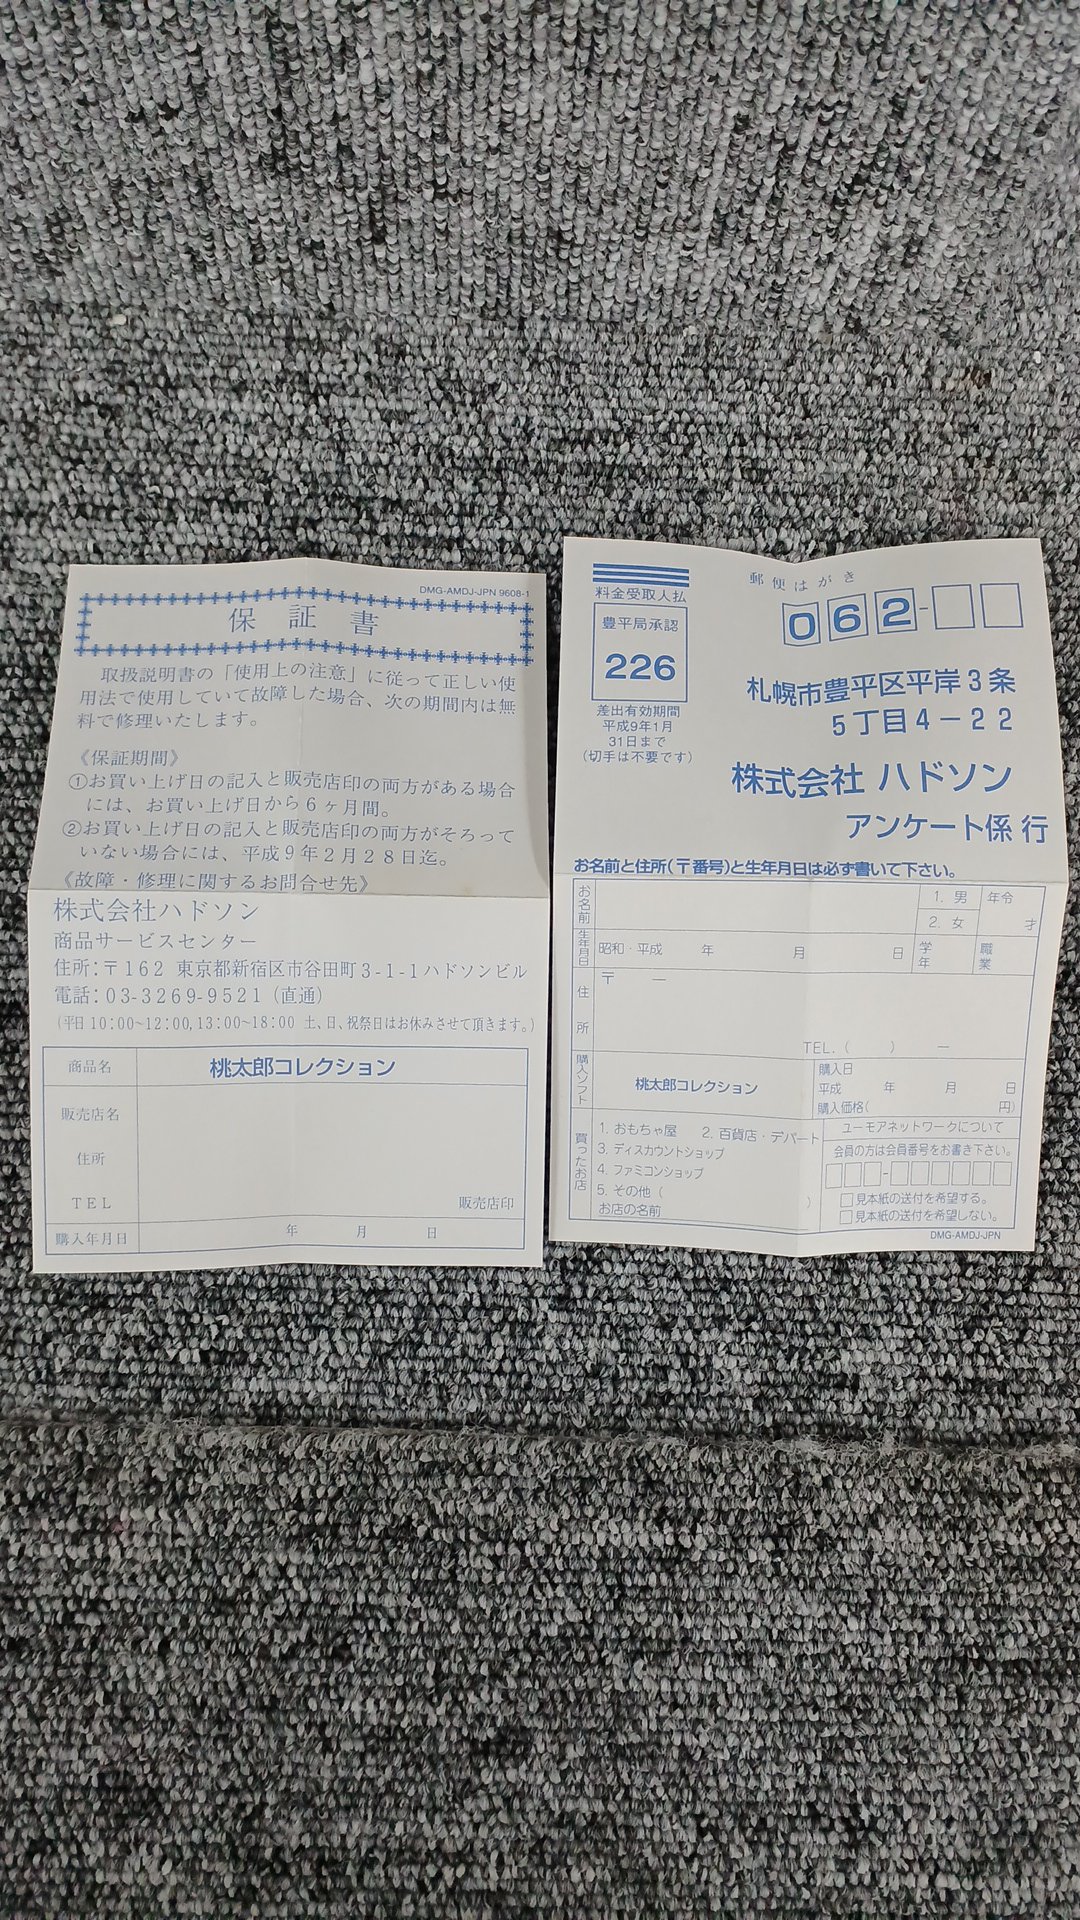 DMG-AMDJ-JPN 9608-1
保証書
取扱説明書の「使用上の注意」に従って正しい使
用法で使用していて故障した場合、次の期間内は無
料で修理いたします。
《保証期間》
①お買い上げ日の記入と販売店印の両方がある場合
には、お買い上げ日から6ヶ月間。
②お買い上げ日の記入と販売店印の両方がそろって
いない場合には、平成9年2月28日迄。
《故障・修理に関するお問合せ先》
株式会社ハドソン
商品サービスセンター
住所:〒162 東京都新宿区市谷田町3-1-1ハドソンビル
電話:03-3269-9521(直通)
(平日10:00~12:00,13:00~18:00 土、日、祝祭日はお休みさせて頂きます。)
商品名 桃太郎コレクション
販売店名
住所
TEL 販売店印
購入年月日 年 月 日
郵便はがき
料金受取人払
豊平局承認
226
差出有効期間
平成9年1月
31日まで
(切手は不要です)
062-
札幌市豊平区平岸3条
5丁目4-22
株式会社 ハドソン
アンケート係 行
お名前と住所(〒番号)と生年月日は必ず書いて下さい。
お名前 1. 男 2. 女 年令 才
生年月日 昭和・平成 年 月 日 学年 職業
住所 〒 -
TEL. ( ) -
購入ソフト 桃太郎コレクション
購入日
平成 年 月 日
購入価格( 円)
買ったお店
1. おもちゃ屋 2. 百貨店・デパート
3. ディスカウントショップ
4. ファミコンショップ
5. その他( )
お店の名前
ユーモアネットワークについて
会員の方は会員番号をお書き下さい。
□□□-□□□□□□
□見本紙の送付を希望する。
□見本紙の送付を希望しない。
DMG-AMDJ-JPN